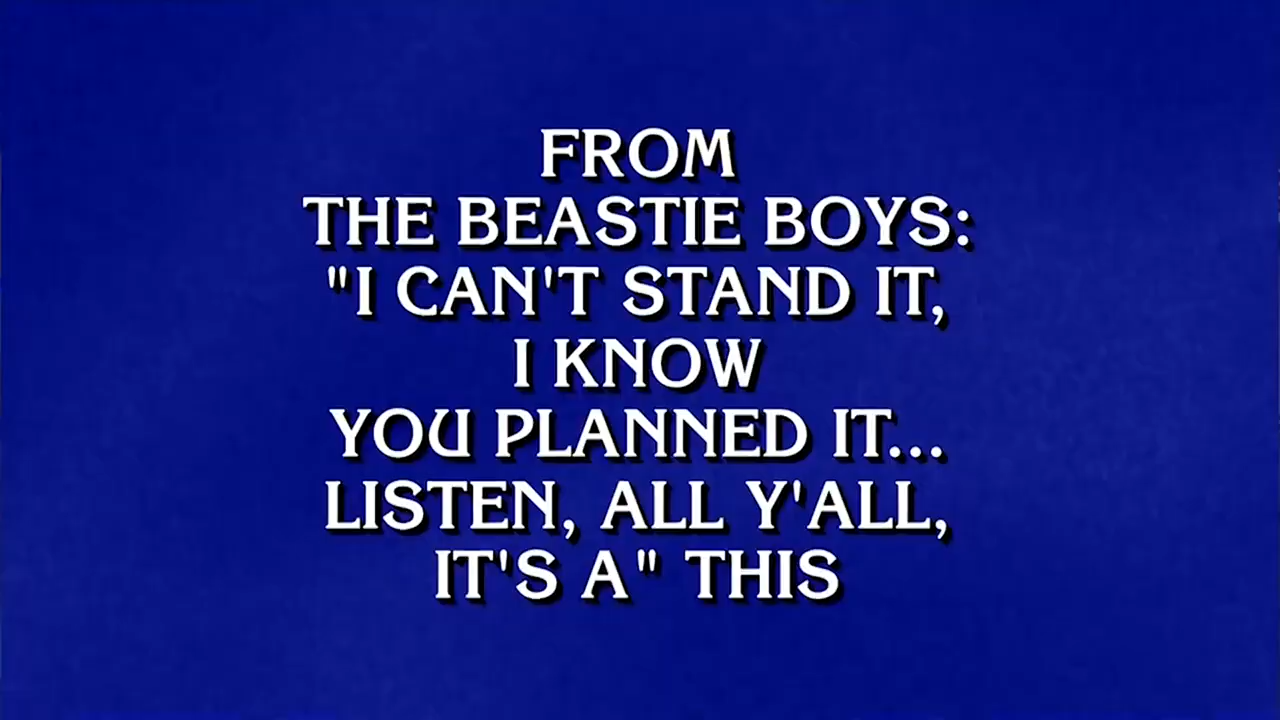 FROM
THE BEASTIE BOYS:
"I CAN'T STAND IT,
I KNOW
YOU PLANNED IT...
LISTEN, ALL Y'ALL,
IT'S A" THIS